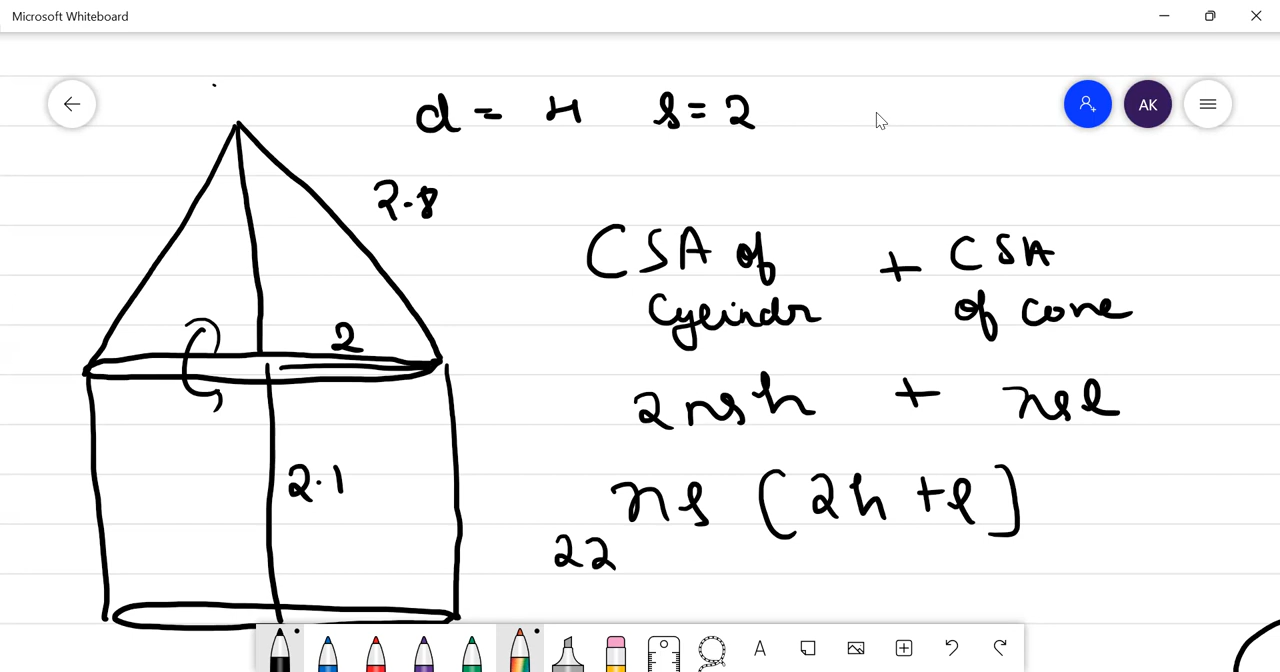 Microsoft Whiteboard
d = 4 r = 2
AK
2.8
CSA of + CSA
Cylindr of cone
2
2πrh + πrl
2.1
πr [2h + l]
22
A